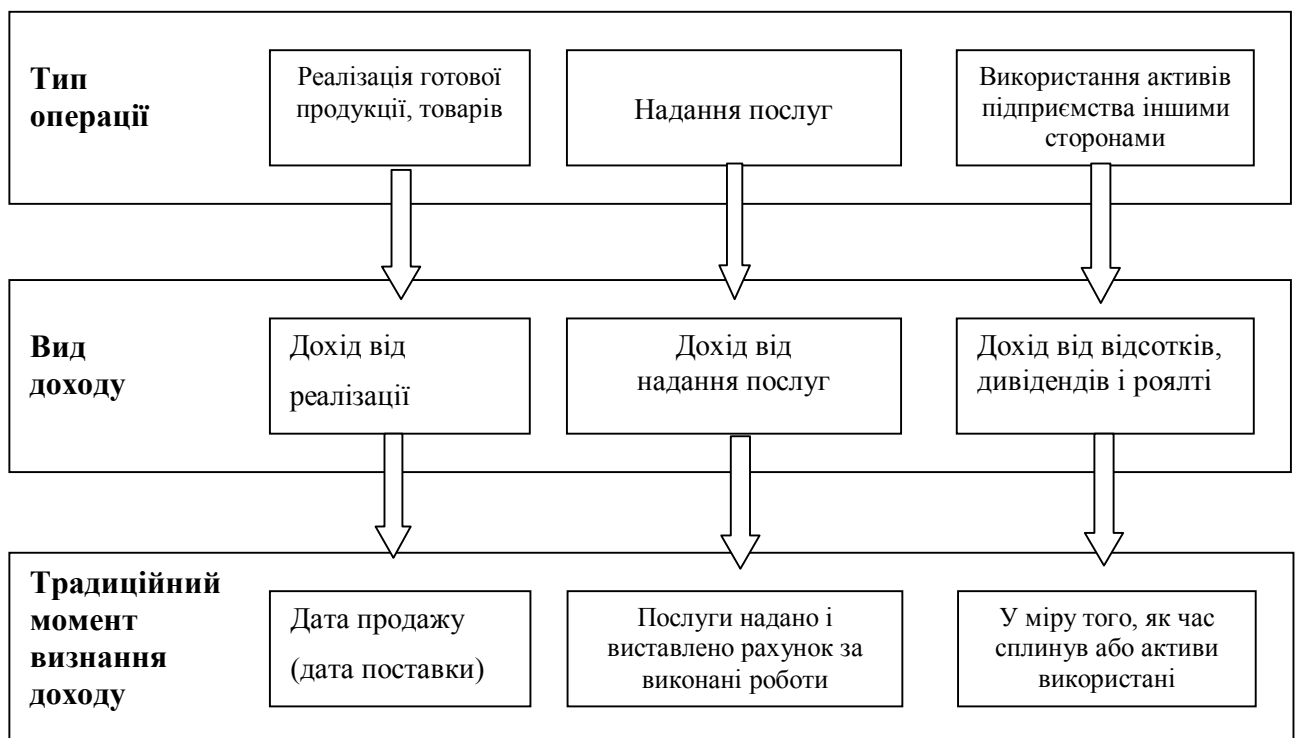 Тип
операції
Реалізація готової
продукції, товарів
Надання послуг
Використання активів
підприємства іншими
сторонами
Вид
доходу
Дохід від
реалізації
Дохід від
надання послуг
Дохід від відсотків,
дивідендів і роялті
Традиційний
момент
визнання
доходу
Дата продажу
(дата поставки)
Послуги надано і
виставлено рахунок за
виконані роботи
У міру того, як час
сплинув або активи
використані